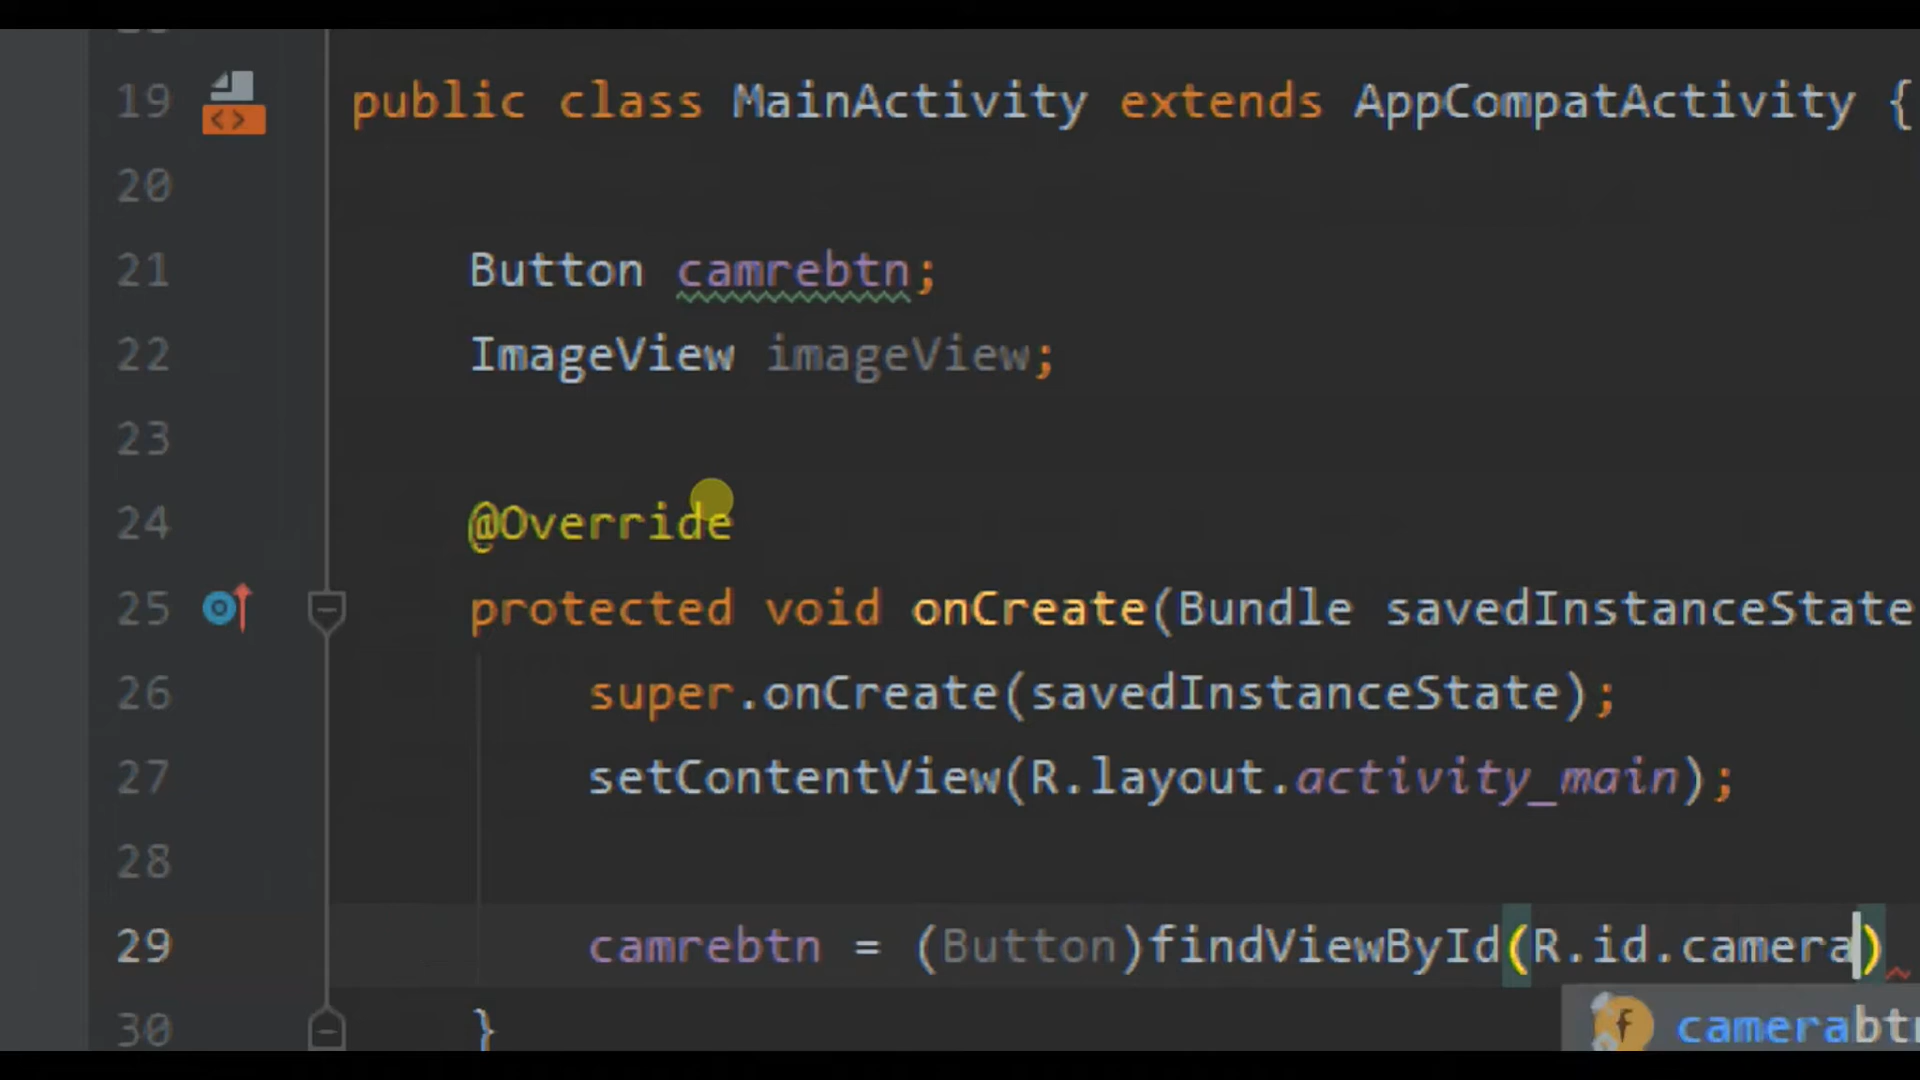 19 public class MainActivity extends AppCompatActivity {
20
21 Button camrebtn;
22 ImageView imageView;
23
24 @Override
25 protected void onCreate(Bundle savedInstanceState
26 super.onCreate(savedInstanceState);
27 setContentView(R.layout.activity_main);
28
29 camrebtn = (Button)findViewById(R.id.camera)
f camerabtn
30 }